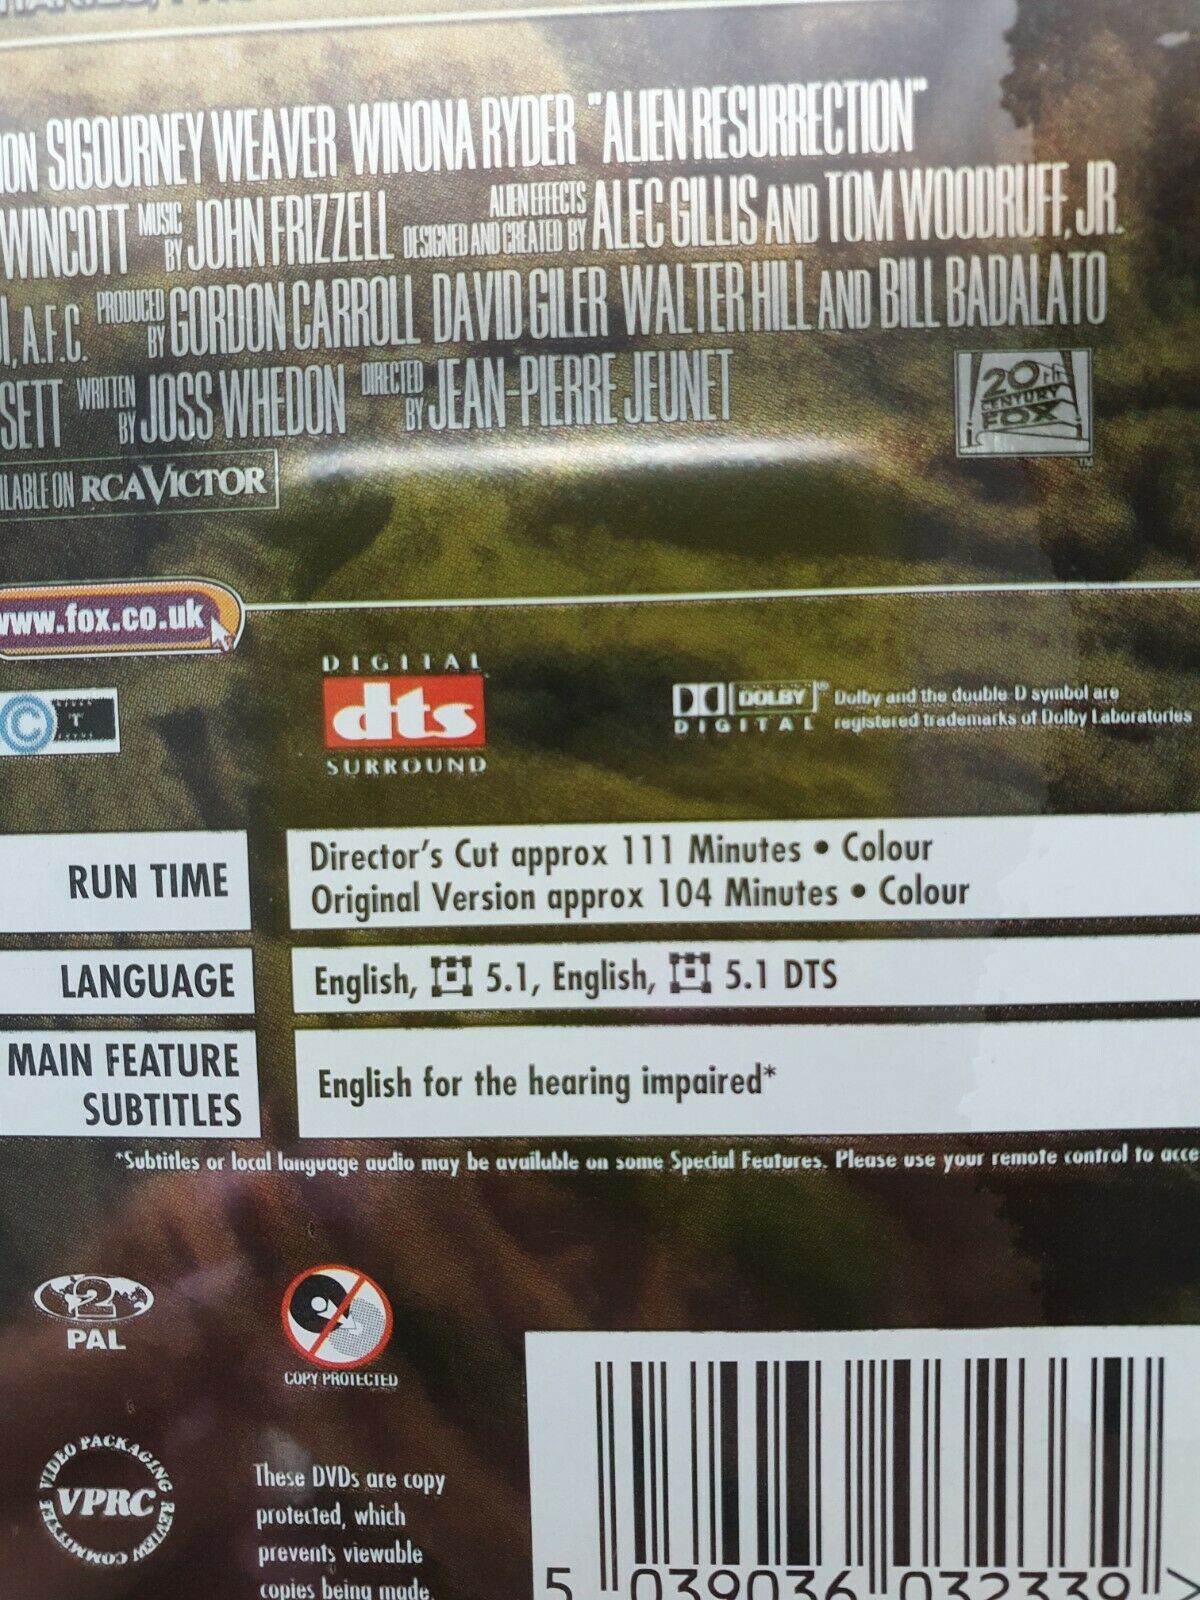 ION SIGOURNEY WEAVER WINONA RYDER "ALIEN RESURRECTION"
WINCOTT MUSIC BY JOHN FRIZZELL ALIEN EFFECTS DESIGNED AND CREATED BY ALEC GILLIS AND TOM WOODRUFF, JR.
I, A.F.C. PRODUCED BY GORDON CARROLL DAVID GILER WALTER HILL AND BILL BADALATO
SETT WRITTEN BY JOSS WHEDON DIRECTED BY JEAN-PIERRE JEUNET
20TH CENTURY FOX
TM
ILABLE ON RCA VICTOR
www.fox.co.uk
C T
DIGITAL
dts
SURROUND
DOLBY®
DIGITAL
Dolby and the double D symbol are
registered trademarks of Dolby Laboratories
RUN TIME
Director's Cut approx 111 Minutes • Colour
Original Version approx 104 Minutes • Colour
LANGUAGE
English, 5.1, English, 5.1 DTS
MAIN FEATURE
SUBTITLES
English for the hearing impaired*
*Subtitles or local language audio may be available on some Special Features. Please use your remote control to acce
2
PAL
COPY PROTECTED
VIDEO PACKAGING REVIEW COMMITTEE
VPRC
These DVDs are copy
protected, which
prevents viewable
copies being made.
5 039036 032339 >